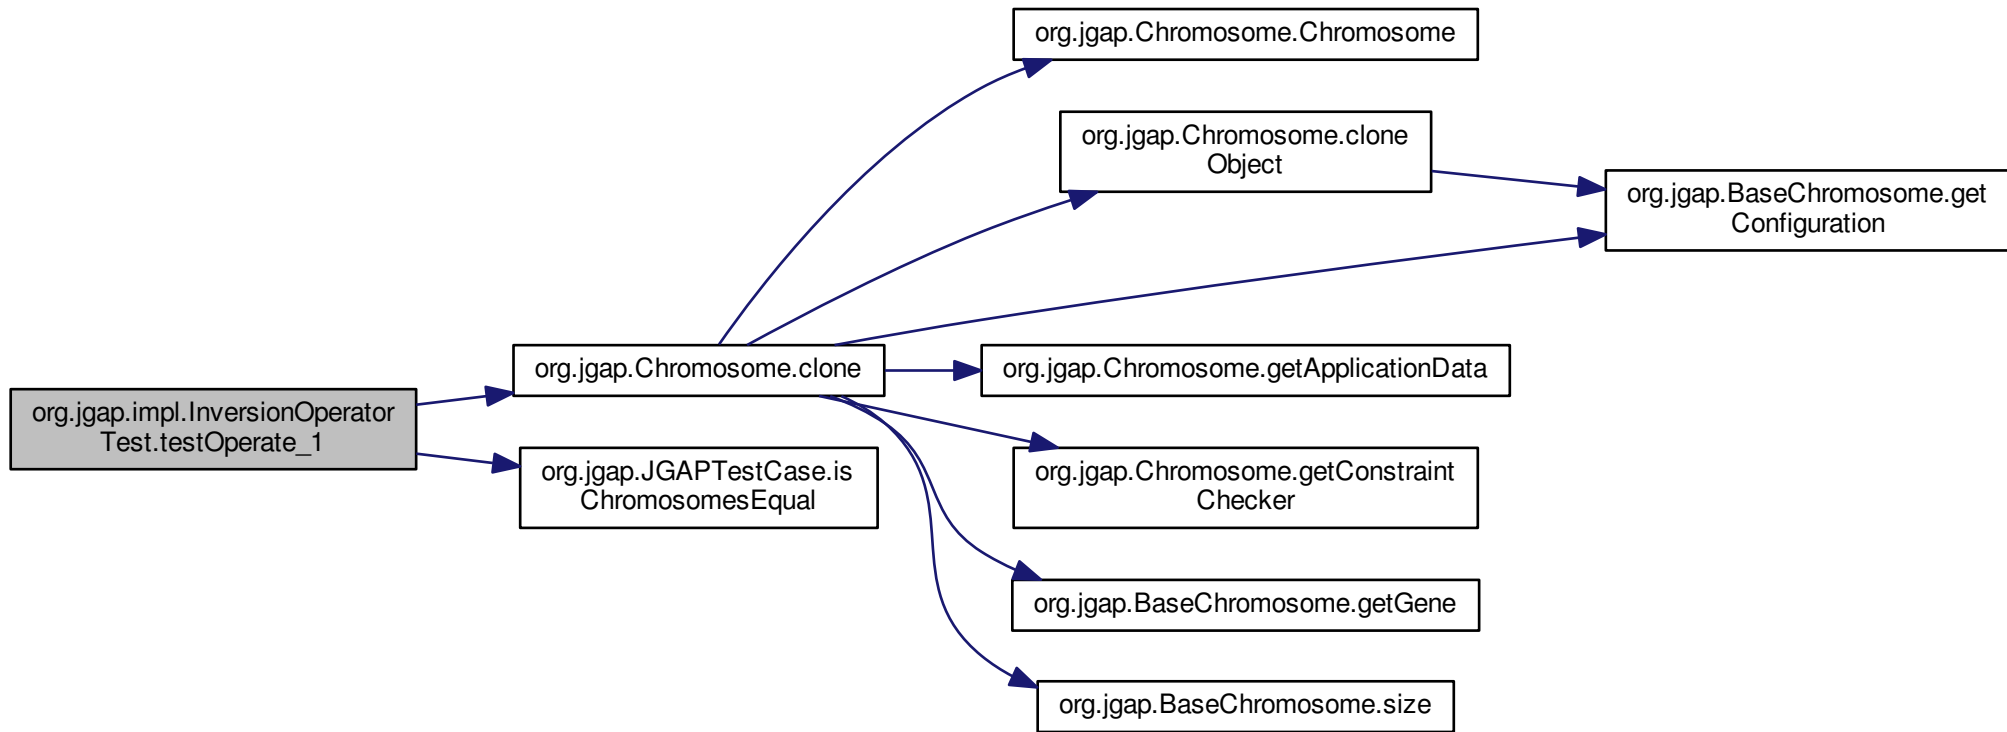 org.jgap.Chromosome.Chromosome
org.jgap.Chromosome.clone
Object
org.jgap.BaseChromosome.get
Configuration
org.jgap.Chromosome.clone
org.jgap.Chromosome.getApplicationData
org.jgap.impl.InversionOperator
Test.testOperate_1
org.jgap.JGAPTestCase.is
ChromosomesEqual
org.jgap.Chromosome.getConstraint
Checker
org.jgap.BaseChromosome.getGene
org.jgap.BaseChromosome.size